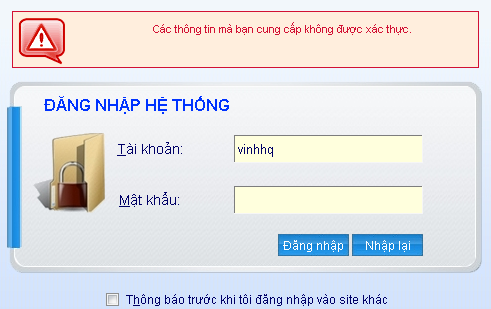 Các thông tin mà bạn cung cấp không được xác thực.
ĐĂNG NHẬP HỆ THỐNG
Tài khoản:
vinhhq
Mật khẩu:
Đăng nhập
Nhập lại
Thông báo trước khi tôi đăng nhập vào site khác